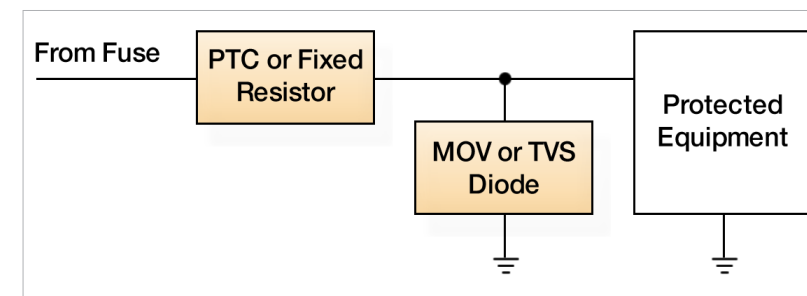 From Fuse
PTC or Fixed
Resistor
MOV or TVS
Diode
Protected
Equipment